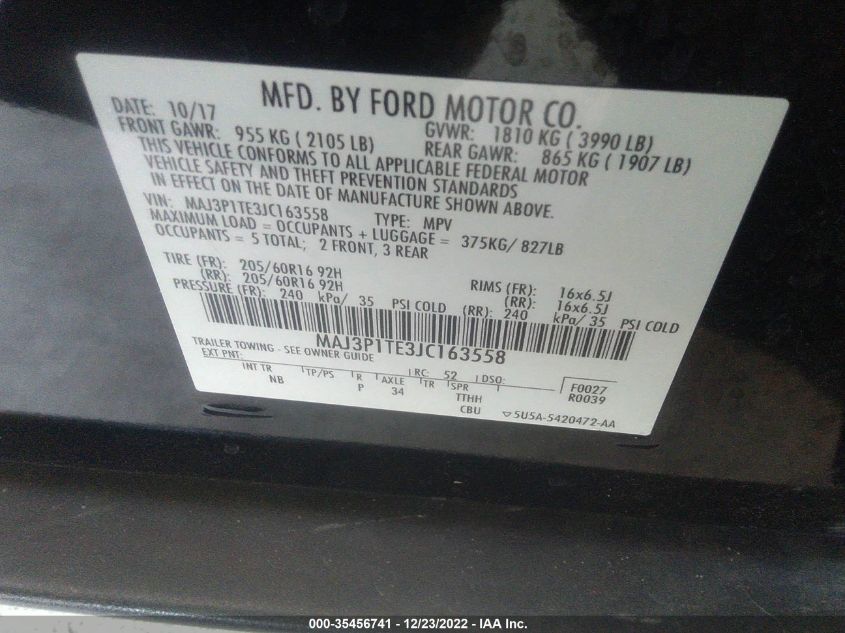 MFD. BY FORD MOTOR CO.
DATE: 10/17 GVWR: 1810 KG ( 3990 LB)
FRONT GAWR: 955 KG ( 2105 LB) REAR GAWR: 865 KG ( 1907 LB)
THIS VEHICLE CONFORMS TO ALL APPLICABLE FEDERAL MOTOR
VEHICLE SAFETY AND THEFT PREVENTION STANDARDS
IN EFFECT ON THE DATE OF MANUFACTURE SHOWN ABOVE.
VIN: MAJ3P1TE3JC163558 TYPE: MPV
MAXIMUM LOAD = OCCUPANTS + LUGGAGE = 375KG/ 827LB
OCCUPANTS = 5 TOTAL; 2 FRONT, 3 REAR
TIRE (FR): 205/60R16 92H RIMS (FR): 16x6.5J
(RR): 205/60R16 92H (RR): 16x6.5J
PRESSURE (FR): 240 kPa/ 35 PSI COLD (RR): 240 kPa/ 35 PSI COLD
MAJ3P1TE3JC163558
TRAILER TOWING - SEE OWNER GUIDE
EXT PNT: RC: 52 DSO: F0027
INT TR TP/PS R AXLE TR SPR R0039
NB P 34 TTHH
CBU 5U5A-5420472-AA
000-35456741 - 12/23/2022 - IAA Inc.